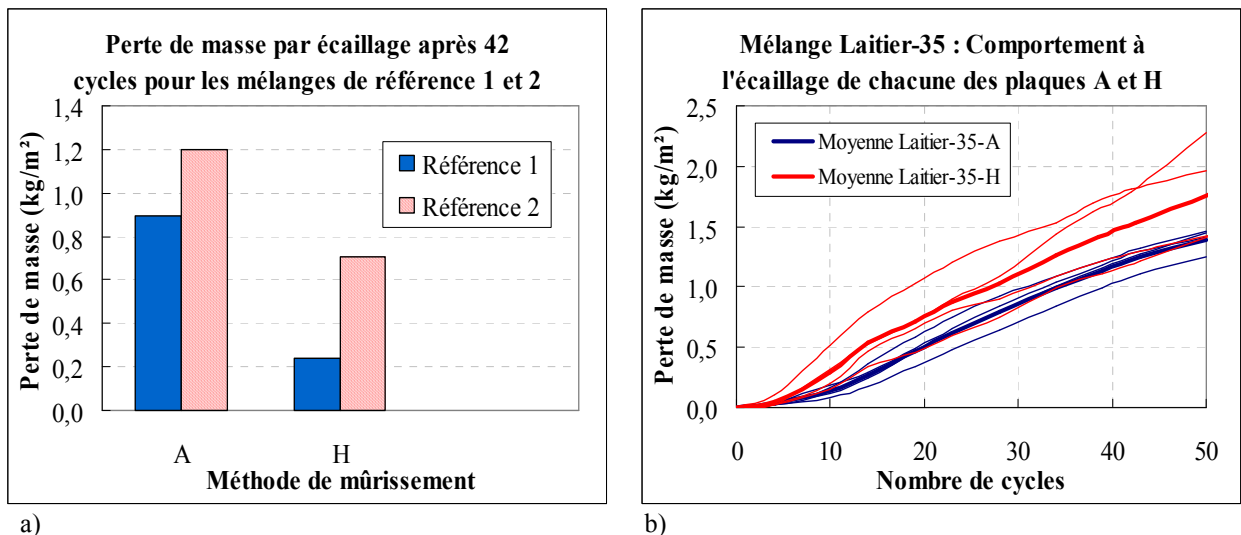 Perte de masse par écaillage après 42
cycles pour les mélanges de référence 1 et 2
Perte de masse (kg/m²)
1,4
1,2
1,0
0,8
0,6
0,4
0,2
0,0
Référence 1
Référence 2
A
H
Méthode de mûrissement
a)
Mélange Laitier-35 : Comportement à
l'écaillage de chacune des plaques A et H
Perte de masse (kg/m²)
2,5
2,0
1,5
1,0
0,5
0,0
Moyenne Laitier-35-A
Moyenne Laitier-35-H
0 10 20 30 40 50
Nombre de cycles
b)